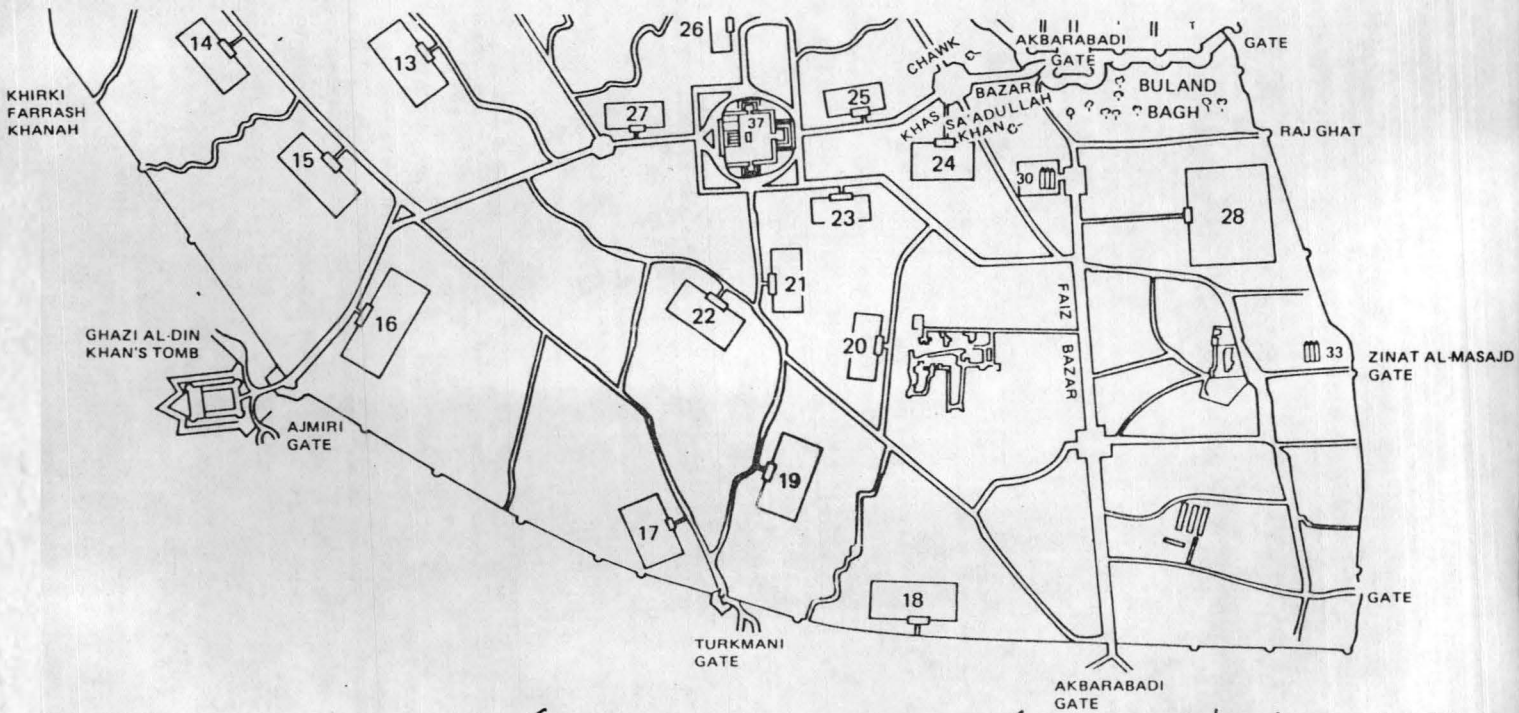 26
14
13
CHAWK
AKBARABADI
GATE
GATE
KHIRKI
FARRASH
KHANAH
27
25
BAZAR
BULAND
BAGH
37
KHAS
SA'ADULLAH
KHAN
RAJ GHAT
15
24
30
23
28
21
16
22
FAIZ
BAZAR
GHAZI AL-DIN
KHAN'S TOMB
20
33
ZINAT AL-MASAJD
GATE
AJMIRI
GATE
19
17
18
GATE
TURKMANI
GATE
AKBARABADI
GATE